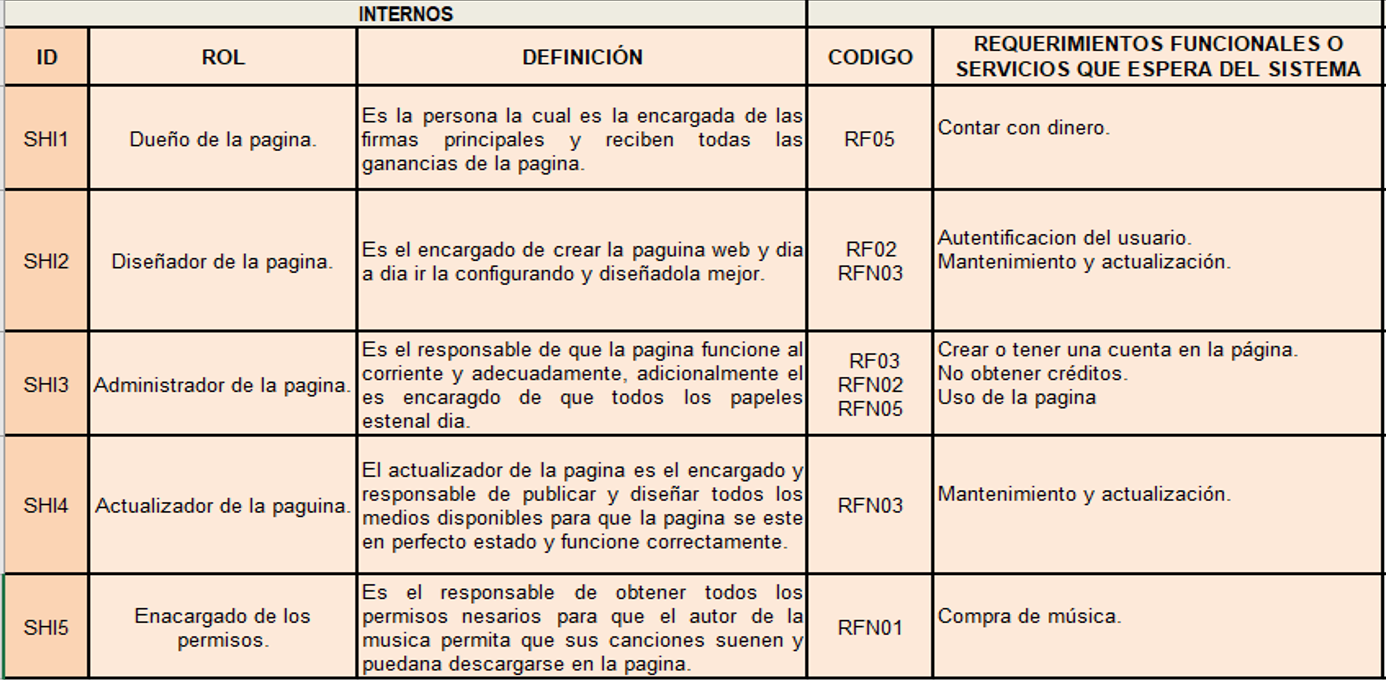 INTERNOS
ID
ROL
DEFINICIÓN
CODIGO
REQUERIMIENTOS FUNCIONALES O
SERVICIOS QUE ESPERA DEL SISTEMA
SHI1
Dueño de la pagina.
Es la persona la cual es la encargada de las
firmas principales y reciben todas las
ganancias de la pagina.
RF05
Contar con dinero.
SHI2
Diseñador de la pagina.
Es el encargado de crear la paguina web y dia
a dia ir la configurando y diseñadola mejor.
RF02
RFN03
Autentificacion del usuario.
Mantenimiento y actualización.
SHI3
Administrador de la pagina.
Es el responsable de que la pagina funcione al
corriente y adecuadamente, adicionalmente el
es encaragdo de que todos los papeles
estenal dia.
RF03
RFN02
RFN05
Crear o tener una cuenta en la página.
No obtener créditos.
Uso de la pagina
SHI4
Actualizador de la paguina.
El actualizador de la pagina es el encargado y
responsable de publicar y diseñar todos los
medios disponibles para que la pagina se este
en perfecto estado y funcione correctamente.
RFN03
Mantenimiento y actualización.
SHI5
Enacargado de los
permisos.
Es el responsable de obtener todos los
permisos nesarios para que el autor de la
musica permita que sus canciones suenen y
puedana descargarse en la pagina.
RFN01
Compra de música.